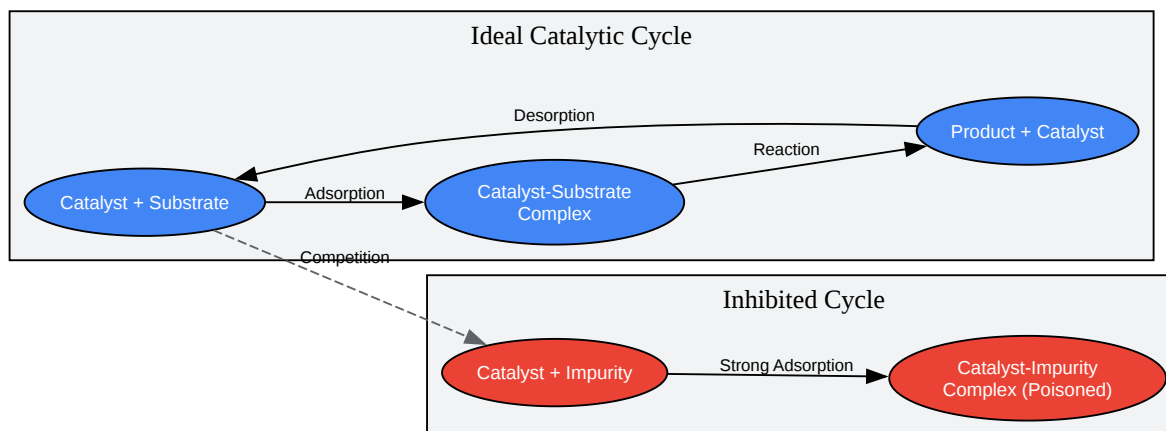 Ideal Catalytic Cycle
Desorption
Product + Catalyst
Reaction
Catalyst + Substrate
Adsorption
Catalyst-Substrate
Complex
Competition
Inhibited Cycle
Catalyst + Impurity
Strong Adsorption
Catalyst-Impurity
Complex (Poisoned)